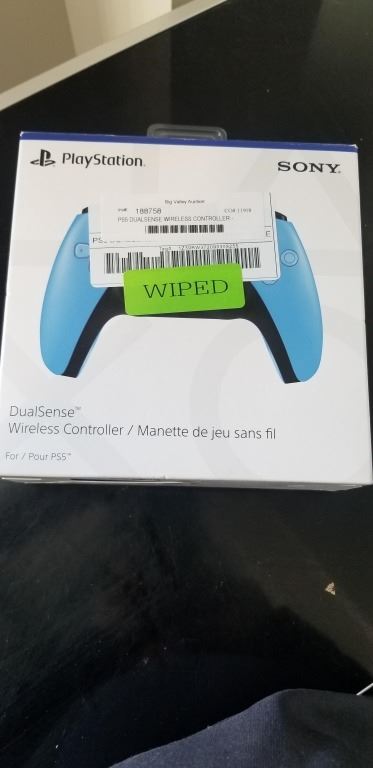 PlayStation.
SONY
Big Valley Auction
188758
PS5 DUALSENSE WIRELESS CONTROLLER -
E
WIPED
DualSense™
Wireless Controller / Manette de jeu sans fil
For / Pour PS5™